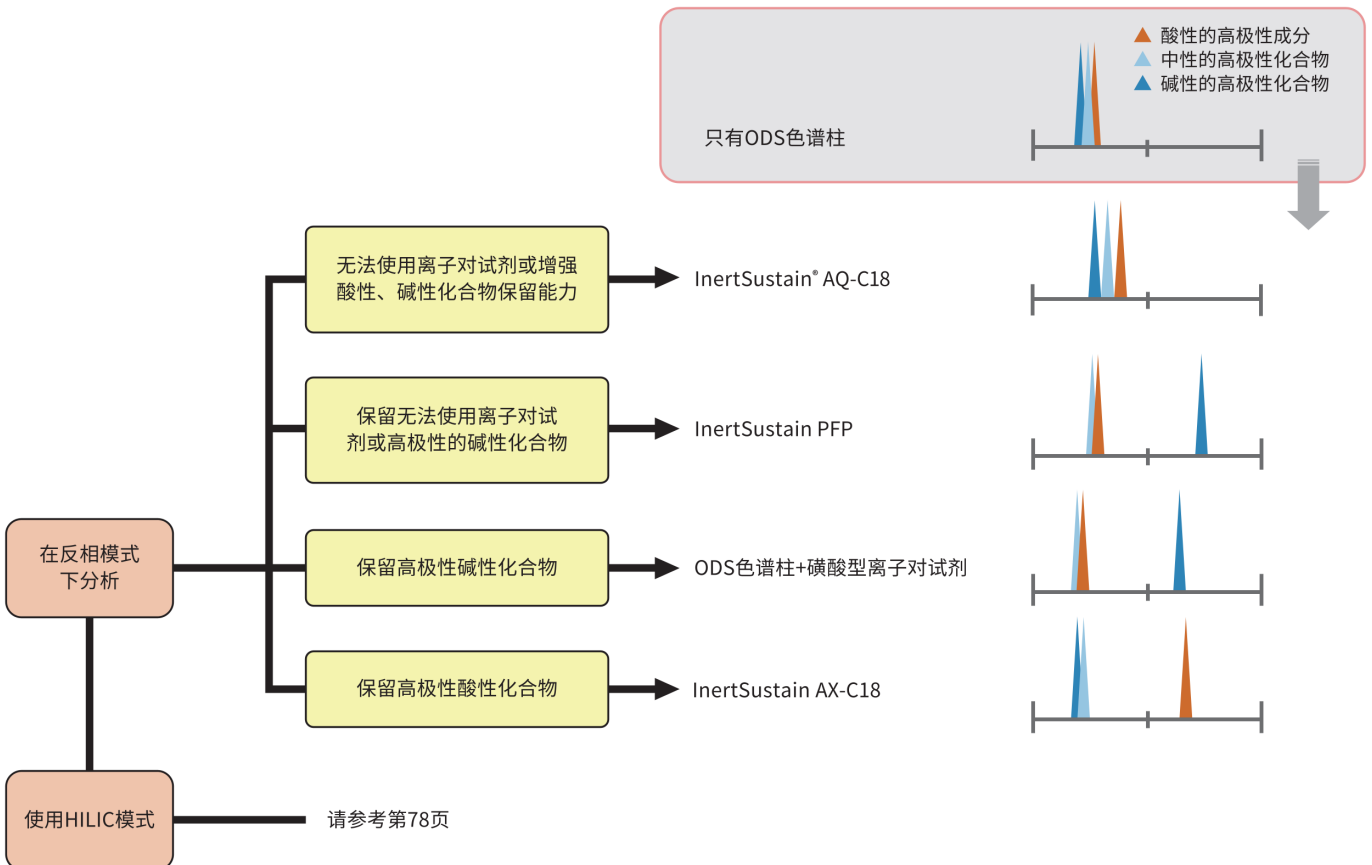 酸性的高极性成分
中性的高极性化合物
碱性的高极性化合物
只有ODS色谱柱
无法使用离子对试剂或增强
酸性、碱性化合物保留能力
InertSustain® AQ-C18
保留无法使用离子对试
剂或高极性的碱性化合物
InertSustain PFP
在反相模式
下分析
保留高极性碱性化合物
ODS色谱柱+磺酸型离子对试剂
保留高极性酸性化合物
InertSustain AX-C18
使用HILIC模式
请参考第78页